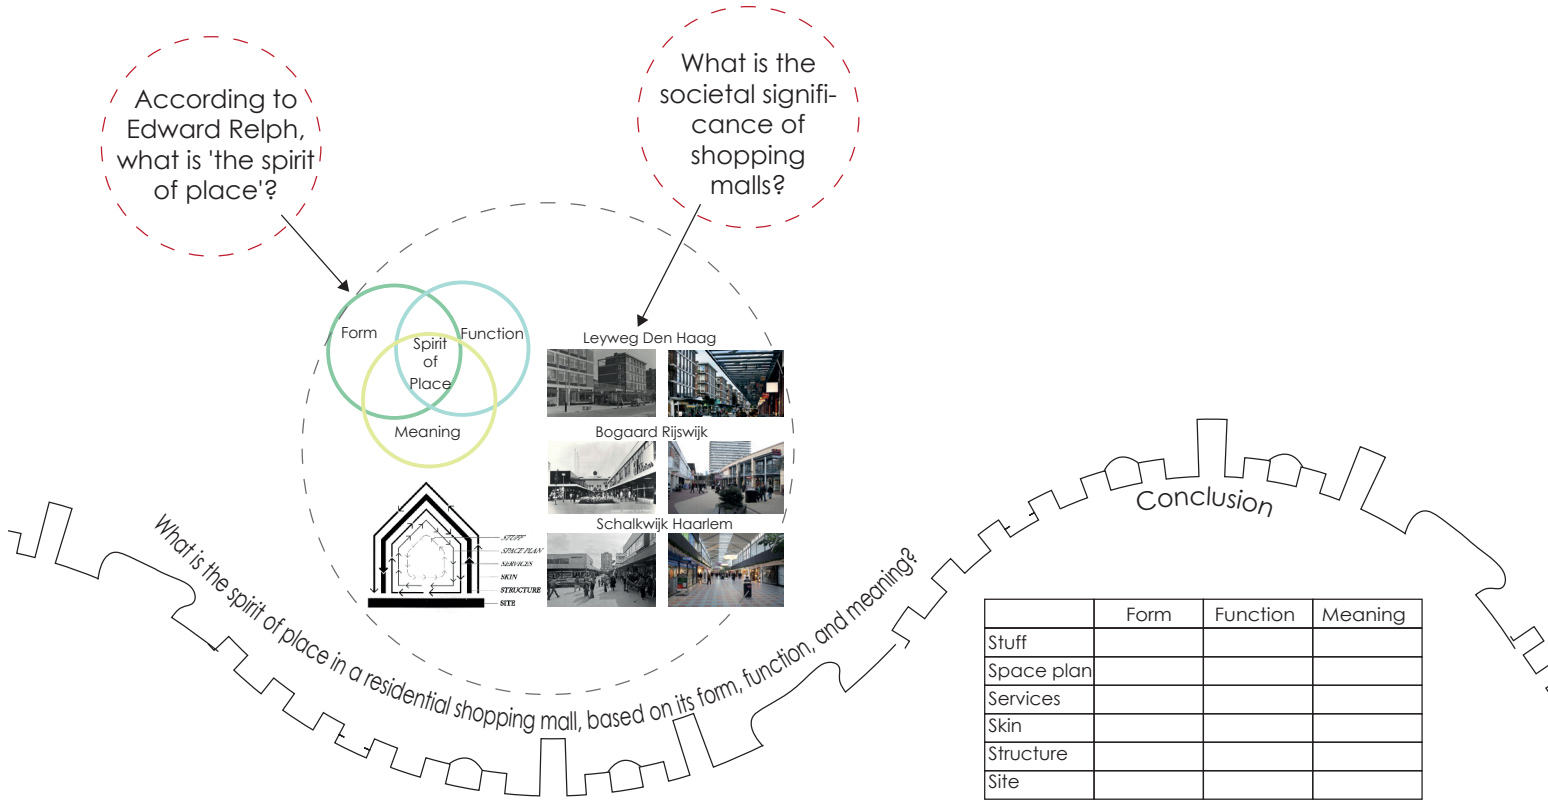 According to
Edward Relph,
what is 'the spirit
of place'?
What is the
societal signifi-
cance of
shopping
malls?
Form
Function
Spirit
of
Place
Meaning
Leyweg Den Haag
Bogaard Rijswijk
Schalkwijk Haarlem
STUFF
SPACE PLAN
SERVICES
SKIN
STRUCTURE
SITE
What is the spirit of place in a residential shopping mall, based on its form, function, and meaning?
Conclusion
Form Function Meaning
Stuff
Space plan
Services
Skin
Structure
Site